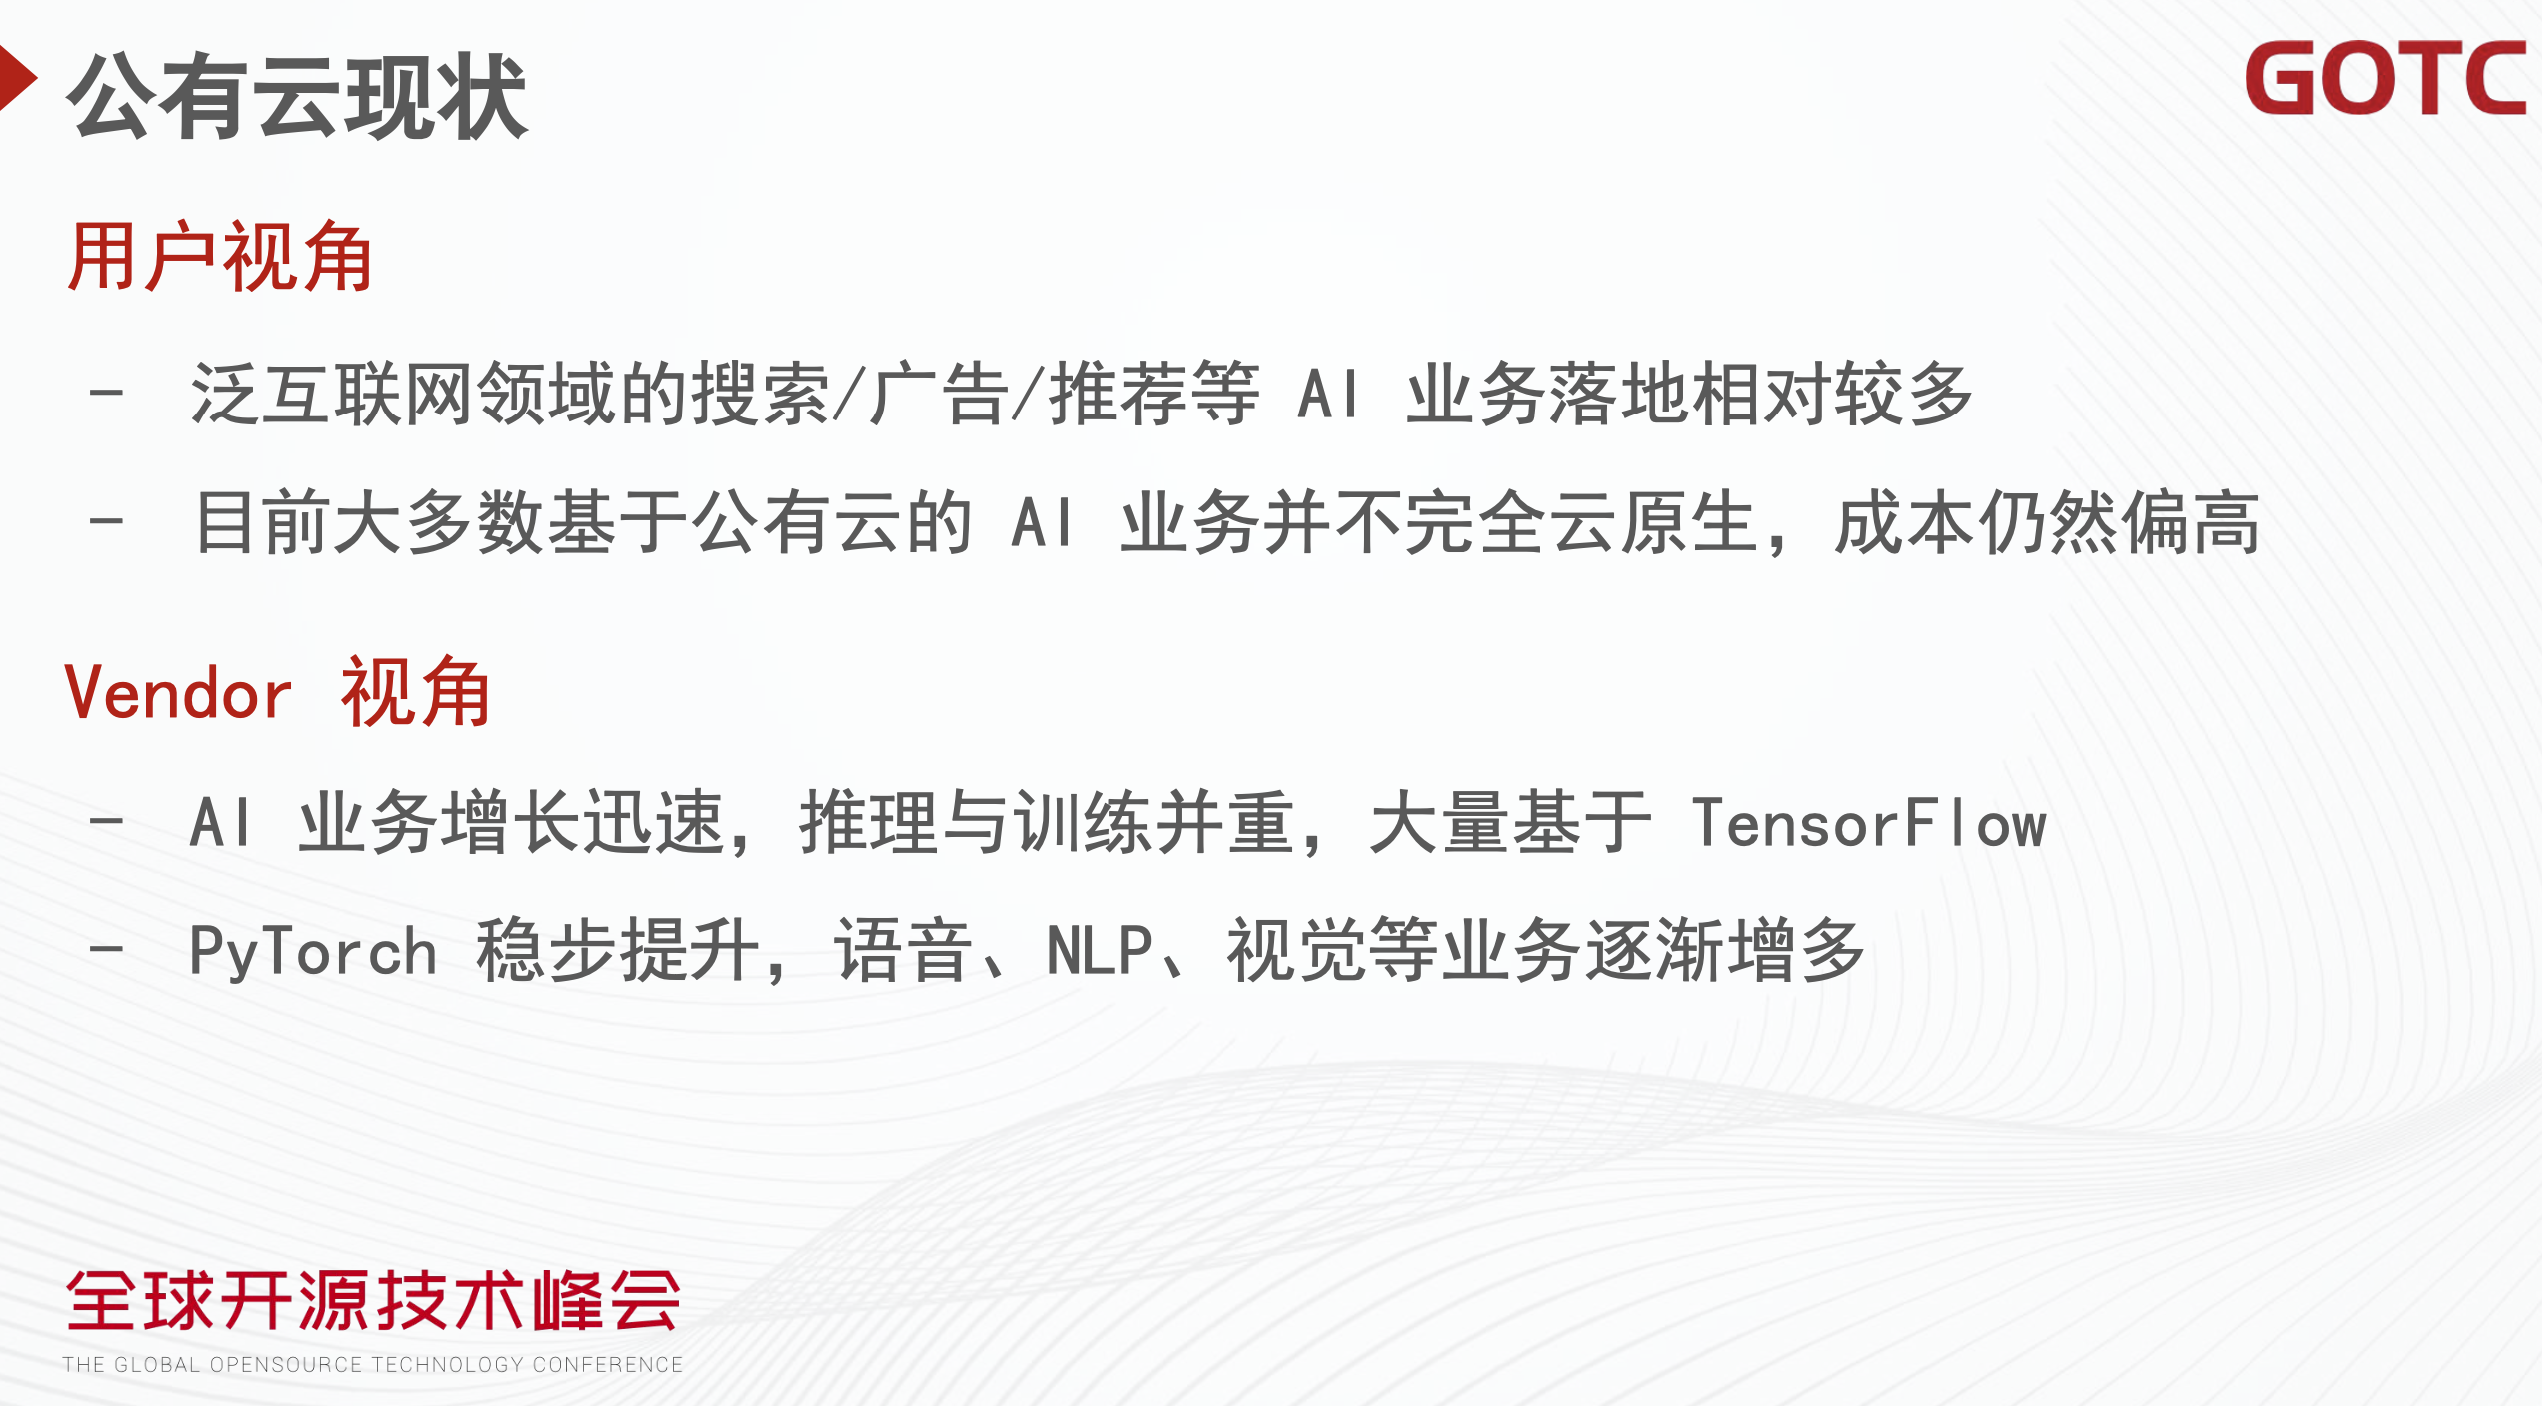 公有云现状
GOTC
用户视角
- 泛互联网领域的搜索/广告/推荐等 AI 业务落地相对较多
- 目前大多数基于公有云的 AI 业务并不完全云原生，成本仍然偏高
Vendor 视角
- AI 业务增长迅速，推理与训练并重，大量基于 TensorFlow
- PyTorch 稳步提升，语音、NLP、视觉等业务逐渐增多
全球开源技术峰会
THE GLOBAL OPENSOURCE TECHNOLOGY CONFERENCE